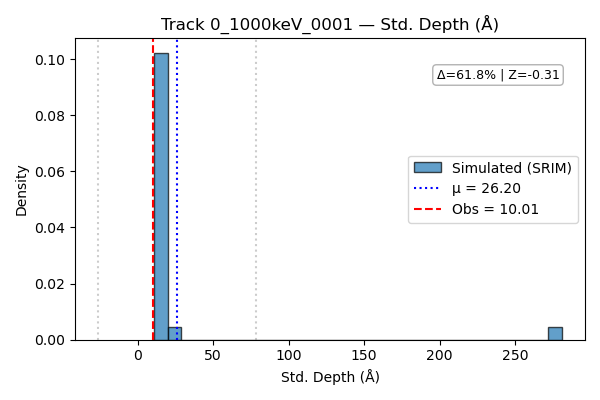 Track 0_1000keV_0001 — Std. Depth (Å)
Δ=61.8% | Z=-0.31
Simulated (SRIM)
μ = 26.20
Obs = 10.01
Density
0.10
0.08
0.06
0.04
0.02
0.00
0 50 100 150 200 250
Std. Depth (Å)